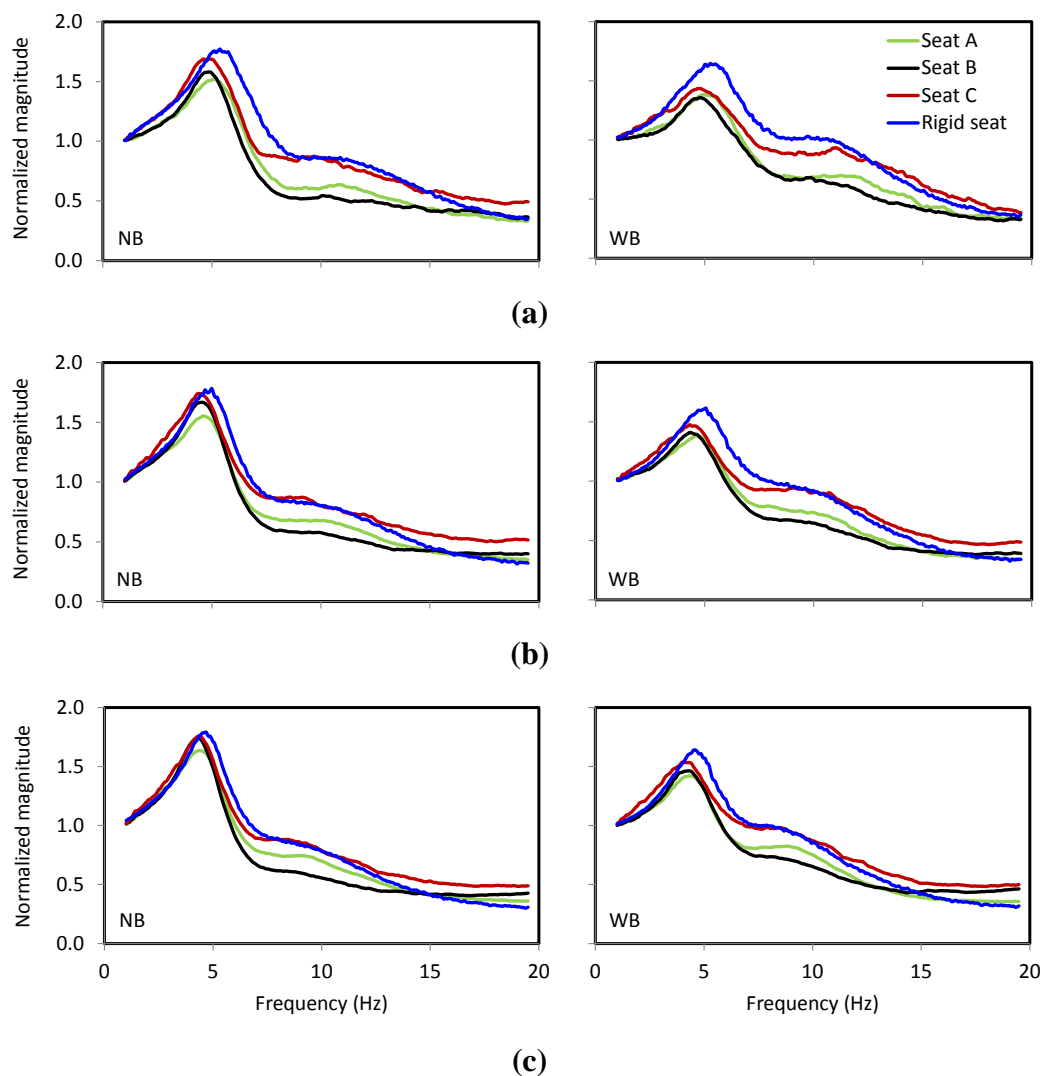 Normalized magnitude
2.0
1.5
1.0
0.5
0.0
NB
WB
Seat A
Seat B
Seat C
Rigid seat
(a)
Normalized magnitude
2.0
1.5
1.0
0.5
0.0
NB
WB
(b)
Normalized magnitude
2.0
1.5
1.0
0.5
0.0
NB
WB
0 5 10 15 20
0 5 10 15 20
Frequency (Hz)
Frequency (Hz)
(c)